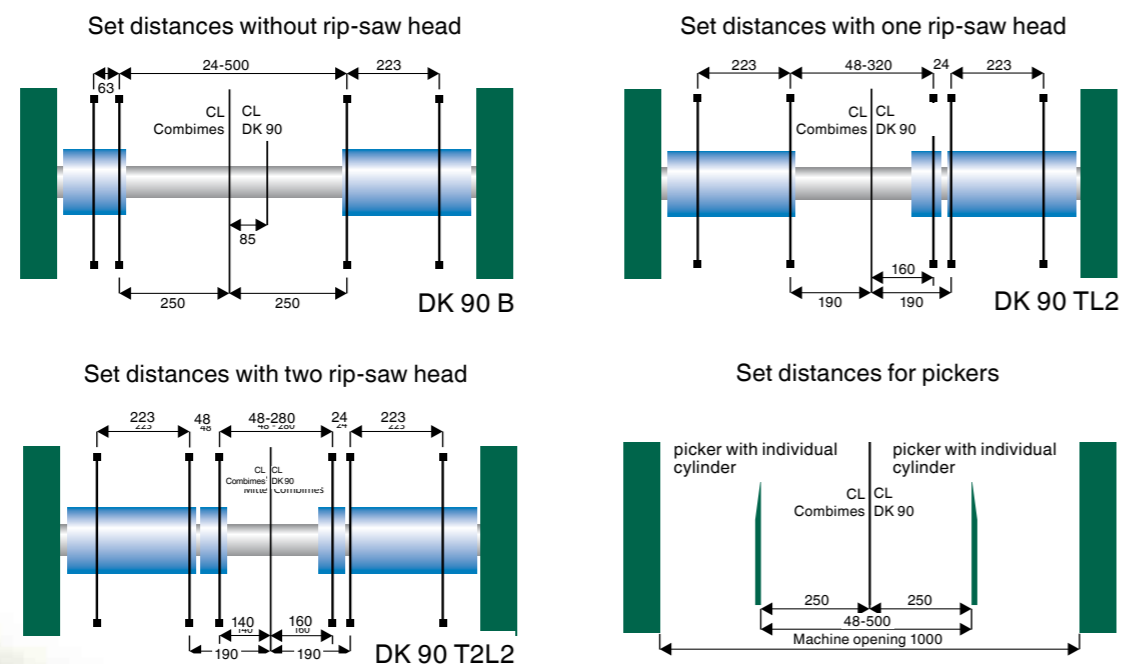 Set distances without rip-saw head
24-500
223
63
CL CL
Combimes DK 90
85
250 250
DK 90 B
Set distances with one rip-saw head
223
48-320
24
223
CL CL
Combimes DK 90
160
190 190
DK 90 TL2
Set distances with two rip-saw head
223
48
48-280
24
223
CL CL
Combimes DK 90
140 160
190 190
DK 90 T2L2
Set distances for pickers
picker with individual
cylinder
picker with individual
cylinder
CL CL
Combimes DK 90
250 250
48-500
Machine opening 1000